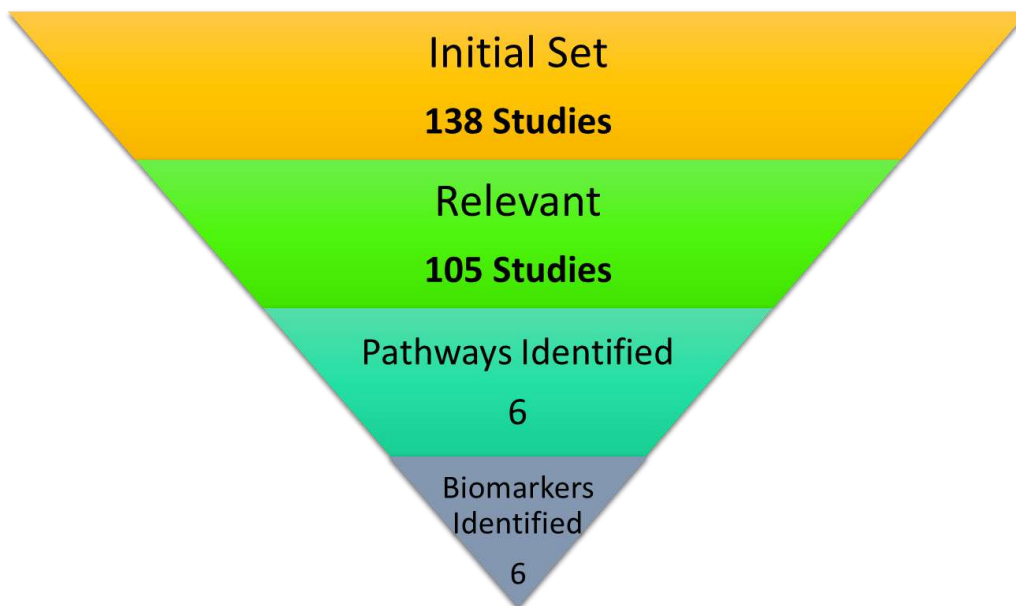 Initial Set
138 Studies
Relevant
105 Studies
Pathways Identified
6
Biomarkers
Identified
6